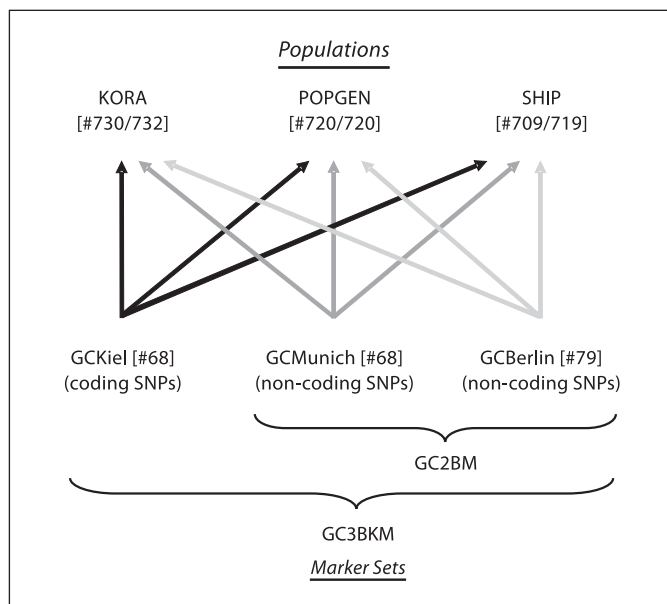 Populations
KORA POPGEN SHIP
[#730/732] [#720/720] [#709/719]
GCKiel [#68] GCMunich [#68] GCBerlin [#79]
(coding SNPs) (non-coding SNPs) (non-coding SNPs)
GC2BM
GC3BKM
Marker Sets